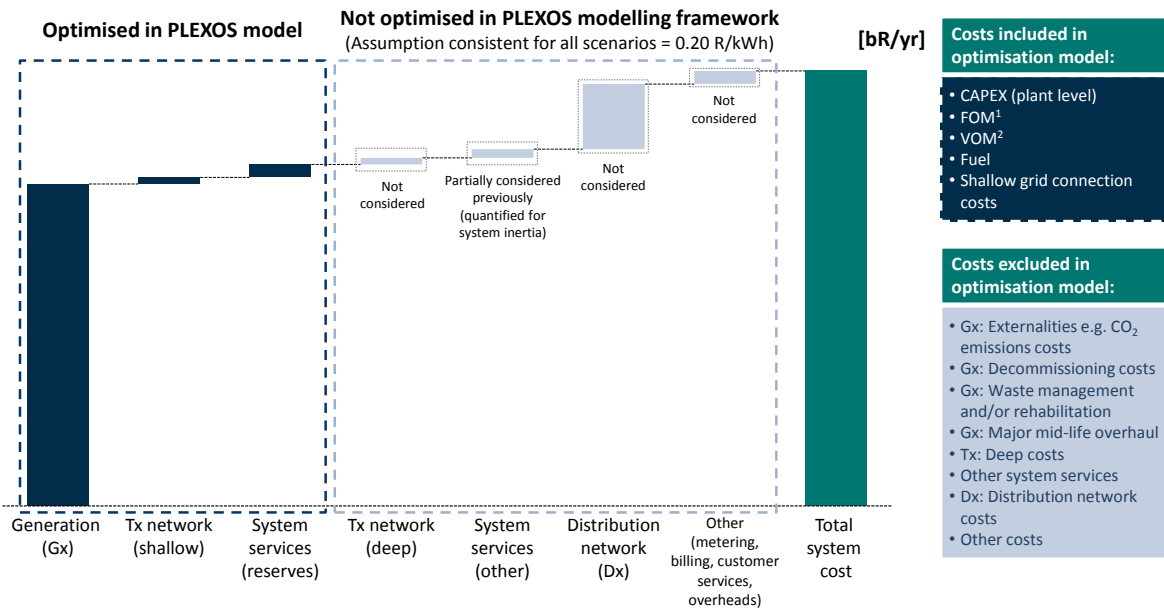 Optimised in PLEXOS model
Not optimised in PLEXOS modelling framework
(Assumption consistent for all scenarios = 0.20 R/kWh)
[bR/yr]
Not
considered
Partially considered
previously
(quantified for
system inertia)
Not
considered
Not
considered
Generation
(Gx)
Tx network
(shallow)
System
services
(reserves)
Tx network
(deep)
System
services
(other)
Distribution
network
(Dx)
Other
(metering,
billing, customer
services,
overheads)
Total
system
cost
Costs included in
optimisation model:
• CAPEX (plant level)
• FOM¹
• VOM²
• Fuel
• Shallow grid connection
costs
Costs excluded in
optimisation model:
• Gx: Externalities e.g. CO₂
emissions costs
• Gx: Decommissioning costs
• Gx: Waste management
and/or rehabilitation
• Gx: Major mid-life overhaul
• Tx: Deep costs
• Other system services
• Dx: Distribution network
costs
• Other costs